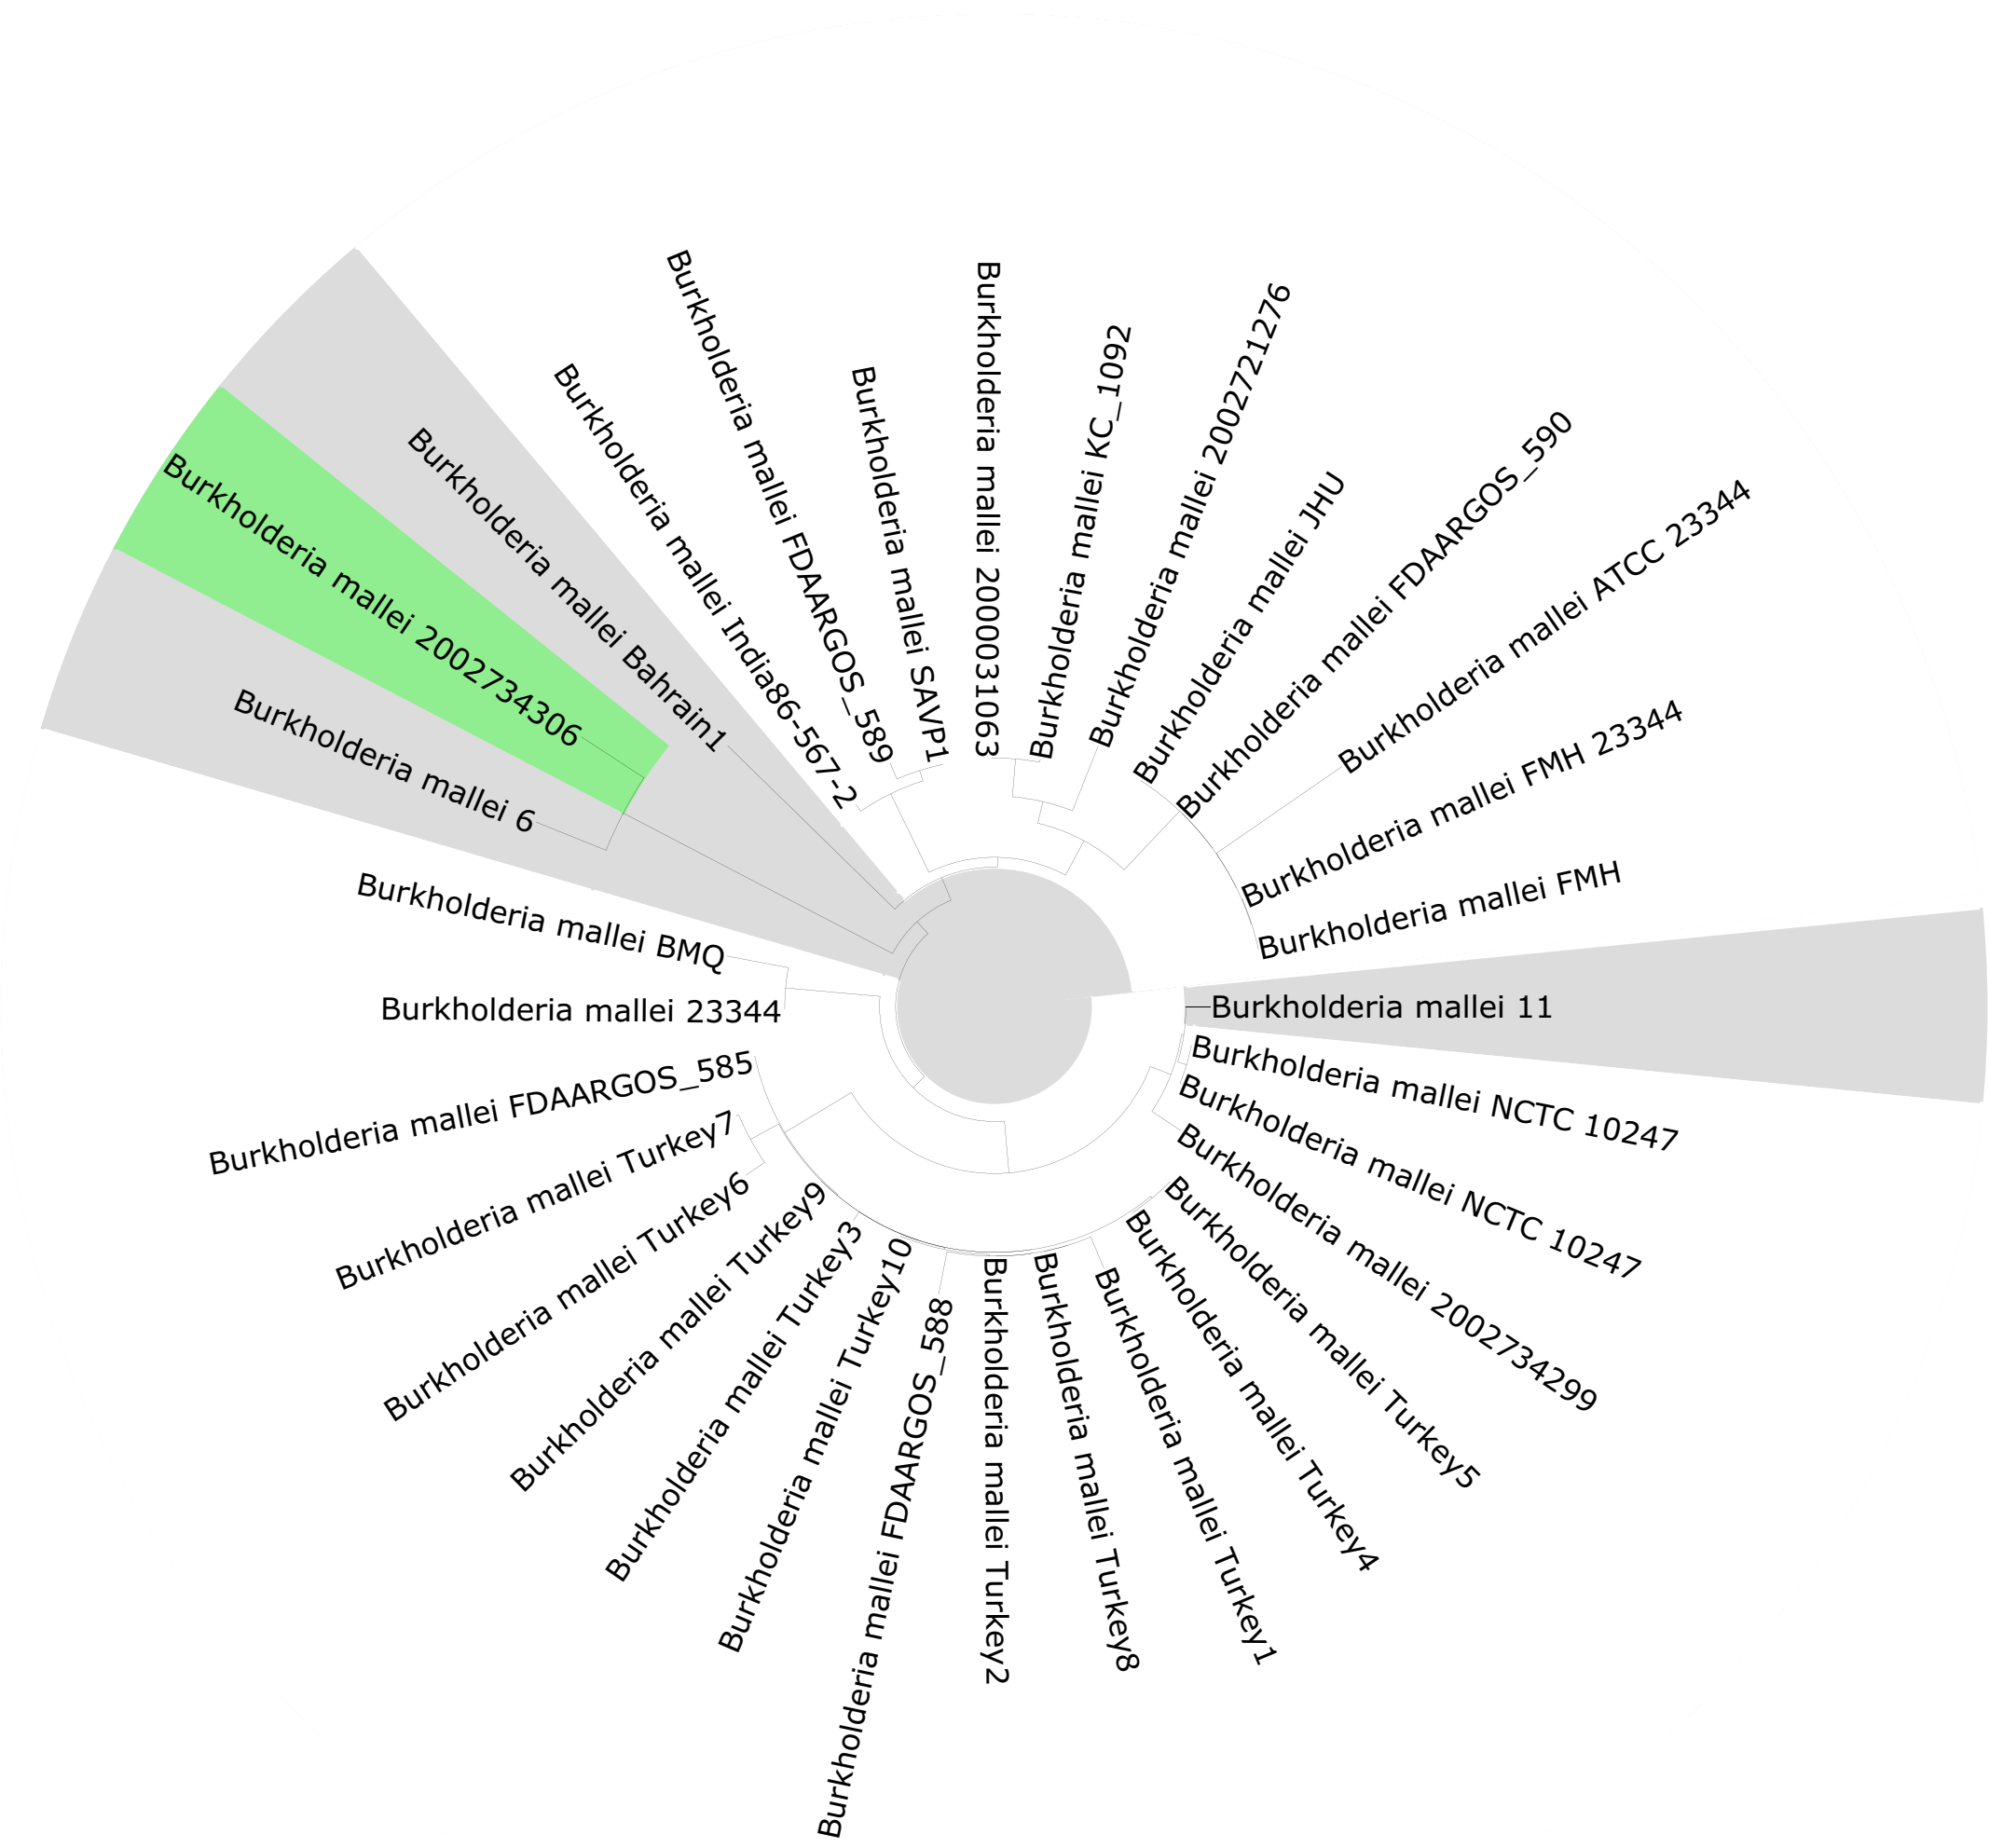 Burkholderia mallei 2002734306
Burkholderia mallei Bahrain1
Burkholderia mallei India86-567-2
Burkholderia mallei FDAARGOS_589
Burkholderia mallei SAVP1
Burkholderia mallei 2000031063
Burkholderia mallei KC_1092
Burkholderia mallei 2002721276
Burkholderia mallei JHU
Burkholderia mallei FDAARGOS_590
Burkholderia mallei ATCC 23344
Burkholderia mallei FMH 23344
Burkholderia mallei FMH
Burkholderia mallei 11
Burkholderia mallei NCTC 10247
Burkholderia mallei NCTC 10247
Burkholderia mallei 2002734299
Burkholderia mallei Turkey5
Burkholderia mallei Turkey4
Burkholderia mallei Turkey1
Burkholderia mallei Turkey8
Burkholderia mallei Turkey2
Burkholderia mallei FDAARGOS_588
Burkholderia mallei Turkey10
Burkholderia mallei Turkey3
Burkholderia mallei Turkey9
Burkholderia mallei Turkey6
Burkholderia mallei Turkey7
Burkholderia mallei FDAARGOS_585
Burkholderia mallei 23344
Burkholderia mallei BMQ
Burkholderia mallei 6